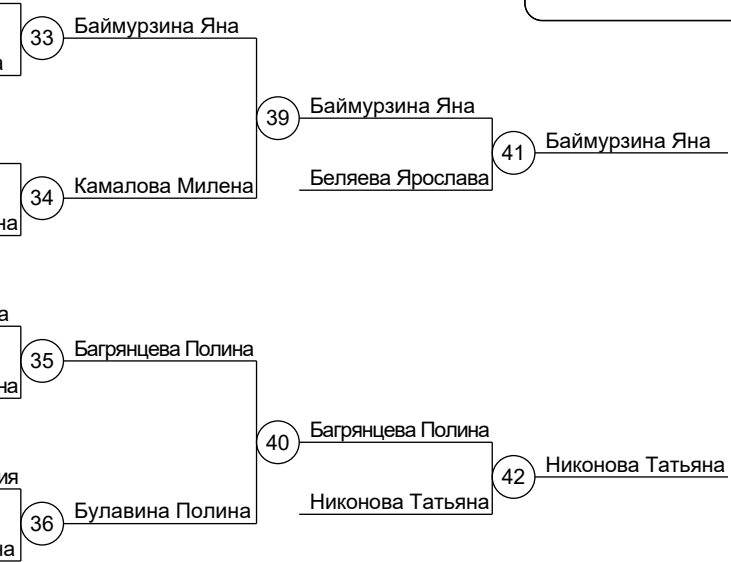 33 Баймурзина Яна
39 Баймурзина Яна
41 Баймурзина Яна
Беляева Ярослава
34 Камалова Милена
35 Багрянцева Полина
40 Багрянцева Полина
42 Никонова Татьяна
Никонова Татьяна
36 Булавина Полина